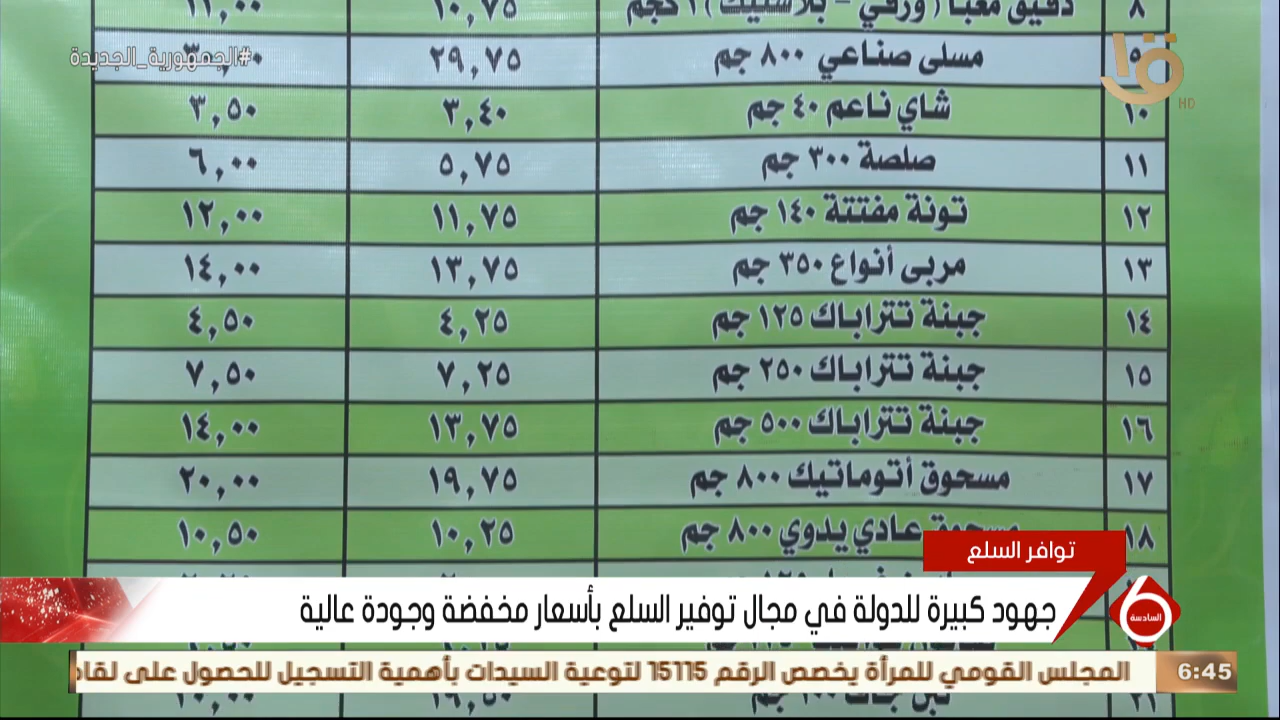 ٨ دقيق معبأ (ورقي - بلاستيك) ١ كجم ١٠,٧٥ ١١,٠٠
#الجمهورية_الجديدة
٩ مسلى صناعي ٨٠٠ جم ٢٩,٧٥
١٠ شاي ناعم ٤٠ جم ٣,٤٠ ٣,٥٠
HD
١١ صلصة ٣٠٠ جم ٥,٧٥ ٦,٠٠
١٢ تونة مفتتة ١٤٠ جم ١١,٧٥ ١٢,٠٠
١٣ مربى أنواع ٣٥٠ جم ١٣,٧٥ ١٤,٠٠
١٤ جبنة تتراباك ١٢٥ جم ٤,٢٥ ٤,٥٠
١٥ جبنة تتراباك ٢٥٠ جم ٧,٢٥ ٧,٥٠
١٦ جبنة تتراباك ٥٠٠ جم ١٣,٧٥ ١٤,٠٠
١٧ مسحوق أتوماتيك ٨٠٠ جم ١٩,٧٥ ٢٠,٠٠
١٨ مسحوق عادي يدوي ٨٠٠ جم ١٠,٢٥ ١٠,٥٠
توافر السلع
جهود كبيرة للدولة في مجال توفير السلع بأسعار مخفضة وجودة عالية
السادسة
6:45 المجلس القومي للمرأة يخصص الرقم 15115 لتوعية السيدات بأهمية التسجيل للحصول على